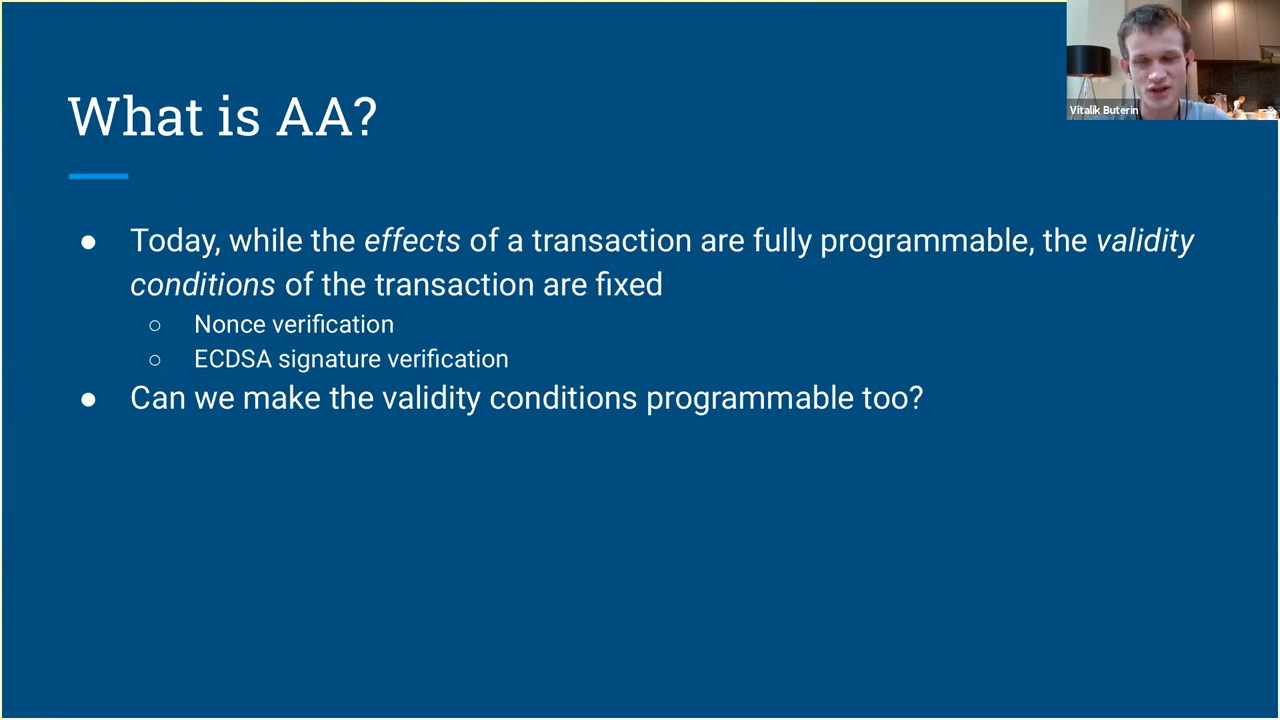 What is AA?
Vitalik Buterin
● Today, while the effects of a transaction are fully programmable, the validity
conditions of the transaction are fixed
○ Nonce verification
○ ECDSA signature verification
● Can we make the validity conditions programmable too?